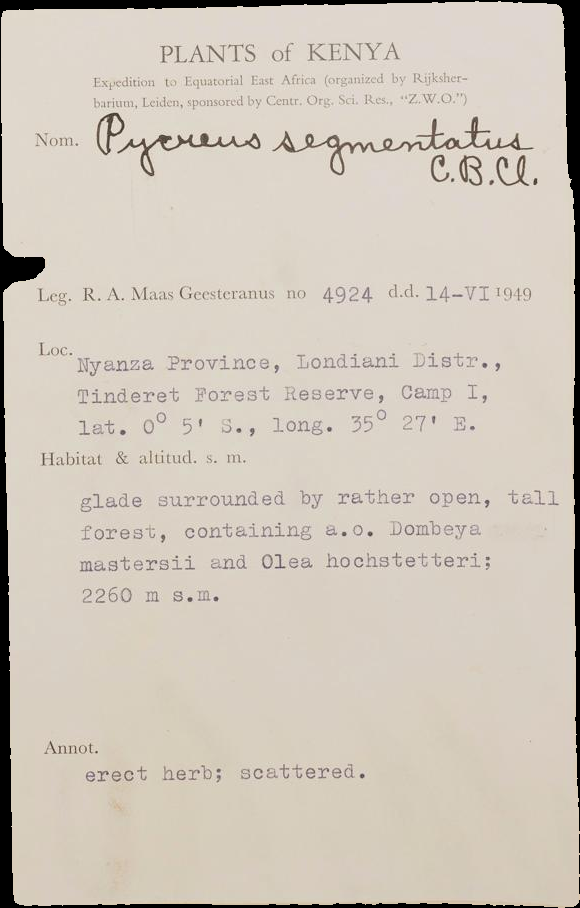 PLANTS of KENYA
Expedition to Equatorial East Africa (organized by Rijksher-
barium, Leiden, sponsored by Centr. Org. Sci. Res., "Z.W.O.")
Nom. Pycreus segmentatus
C.B.Cl.
Leg. R. A. Maas Geesteranus no 4924 d.d. 14-VI 1949
Loc.
Nyanza Province, Londiani Distr.,
Tinderet Forest Reserve, Camp I,
lat. 0° 5' S., long. 35° 27' E.
Habitat & altitud. s. m.
glade surrounded by rather open, tall
forest, containing a.o. Dombeya
mastersii and Olea hochstetteri;
2260 m s.m.
Annot.
erect herb; scattered.